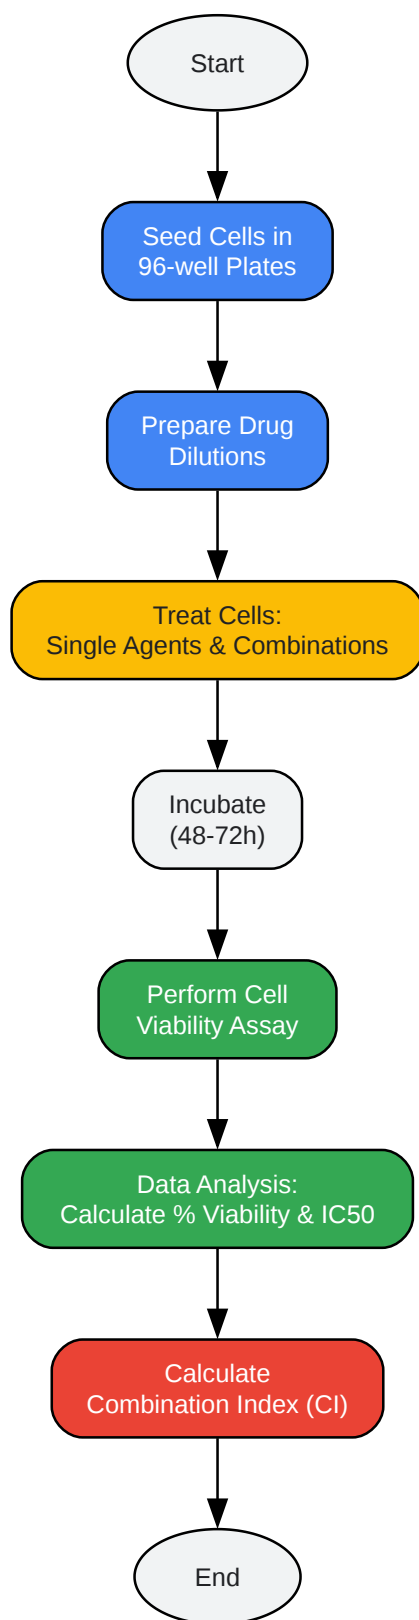 Start
Seed Cells in
96-well Plates
Prepare Drug
Dilutions
Treat Cells:
Single Agents & Combinations
Incubate
(48-72h)
Perform Cell
Viability Assay
Data Analysis:
Calculate % Viability & IC50
Calculate
Combination Index (CI)
End